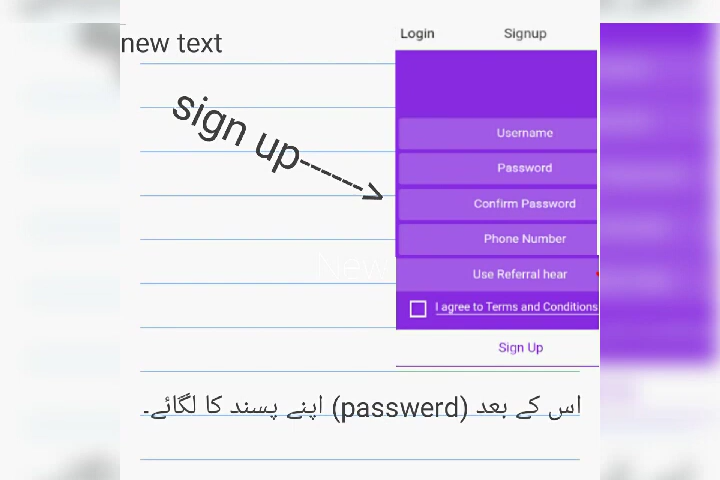 Login Signup
new text
sign up----->
Username
Password
Confirm Password
Phone Number
New
Use Referral hear
I agree to Terms and Conditions
Sign Up
اس کے بعد (passwerd) اپنے پسند کا لگائے۔